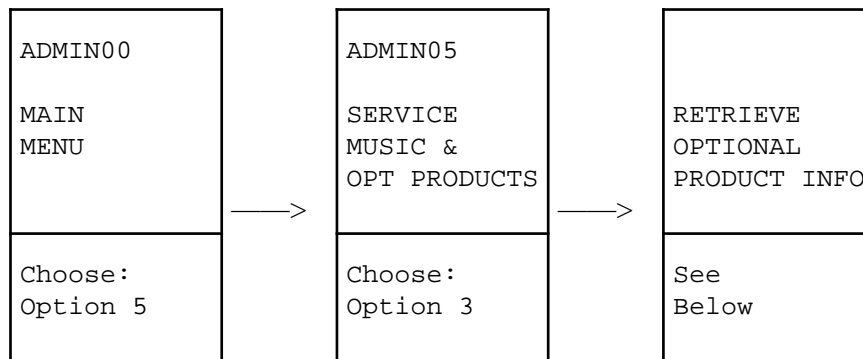 ADMIN00
MAIN
MENU
Choose:
Option 5
———>
ADMIN05
SERVICE
MUSIC &
OPT PRODUCTS
Choose:
Option 3
———>
RETRIEVE
OPTIONAL
PRODUCT INFO
See
Below